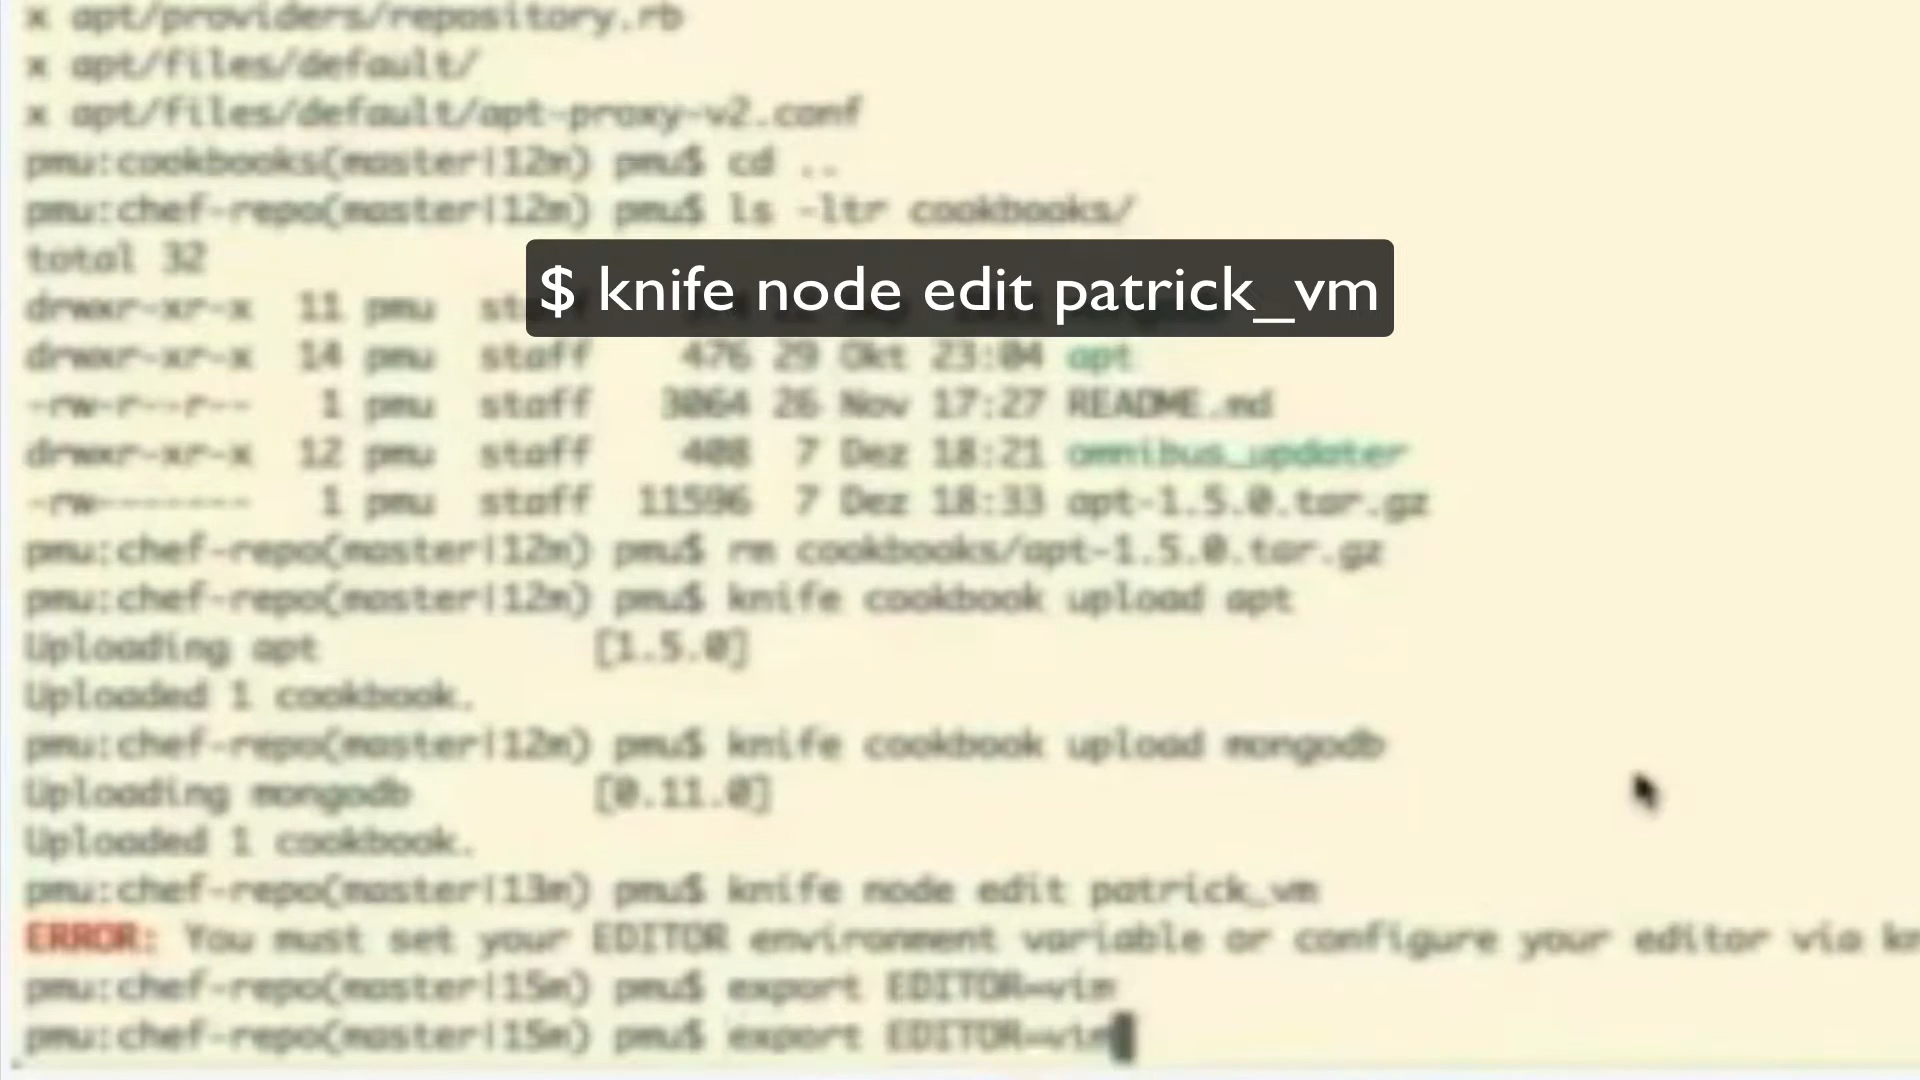 x apt/providers/repository.rb
x apt/files/default/
x apt/files/default/apt-proxy-v2.conf
pmu:cookbooks(master|12m) pmu$ cd ..
pmu:chef-repo(master|12m) pmu$ ls -ltr cookbooks/
total 32
$ knife node edit patrick_vm
drwxr-xr-x 11 pmu st
drwxr-xr-x 14 pmu staff 476 29 Okt 23:04 apt
-rw-r--r-- 1 pmu staff 3064 26 Nov 17:27 README.md
drwxr-xr-x 12 pmu staff 408 7 Dez 18:21 omnibus_updater
-rw------- 1 pmu staff 11596 7 Dez 18:33 apt-1.5.0.tar.gz
pmu:chef-repo(master|12m) pmu$ rm cookbooks/apt-1.5.0.tar.gz
pmu:chef-repo(master|12m) pmu$ knife cookbook upload apt
Uploading apt [1.5.0]
Uploaded 1 cookbook.
pmu:chef-repo(master|12m) pmu$ knife cookbook upload mongodb
Uploading mongodb [0.11.0]
Uploaded 1 cookbook.
pmu:chef-repo(master|13m) pmu$ knife node edit patrick_vm
ERROR: You must set your EDITOR environment variable or configure your editor via kn
pmu:chef-repo(master|15m) pmu$ export EDITOR=vim
pmu:chef-repo(master|15m) pmu$ export EDITOR=vim